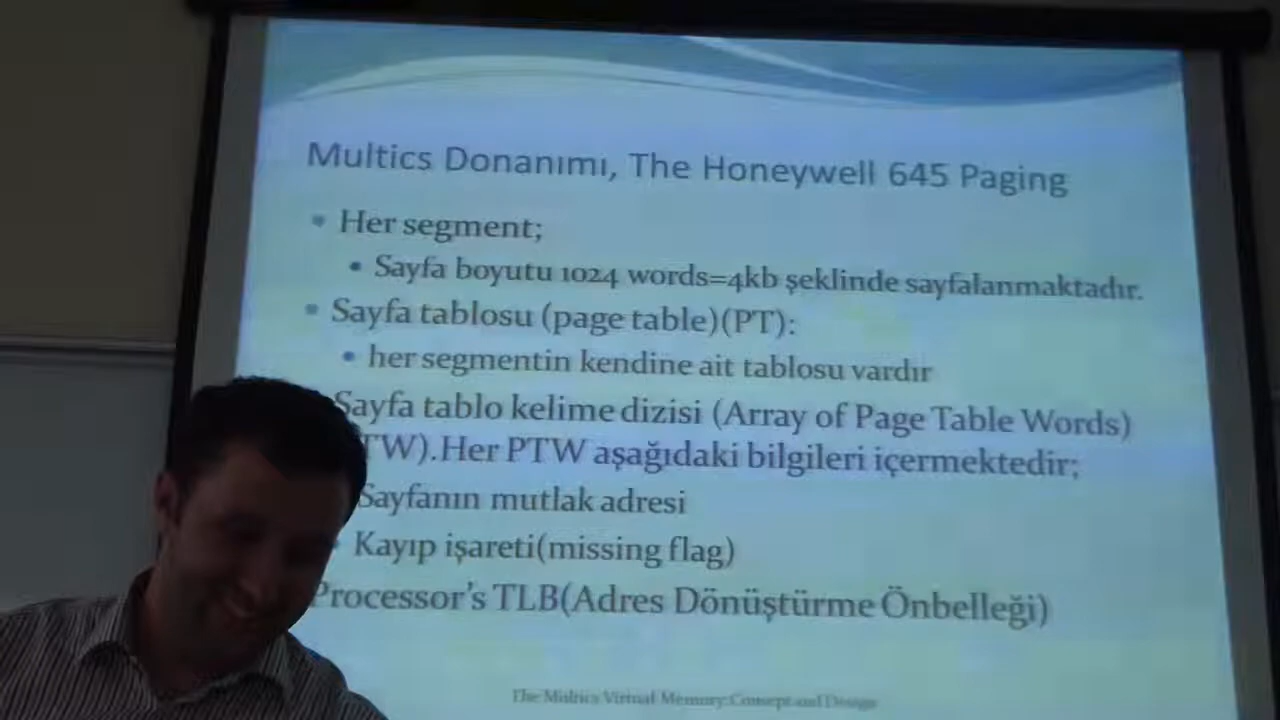 Multics Donanımı, The Honeywell 645 Paging
Her segment;
Sayfa boyutu 1024 words=4kb şeklinde sayfalanmaktadır.
Sayfa tablosu (page table)(PT):
her segmentin kendine ait tablosu vardır
Sayfa tablo kelime dizisi (Array of Page Table Words)
TW).Her PTW aşağıdaki bilgileri içermektedir;
Sayfanın mutlak adresi
Kayıp işareti(missing flag)
Processor's TLB(Adres Dönüştürme Önbelleği)
The Multics Virtual Memory: Concept and Design